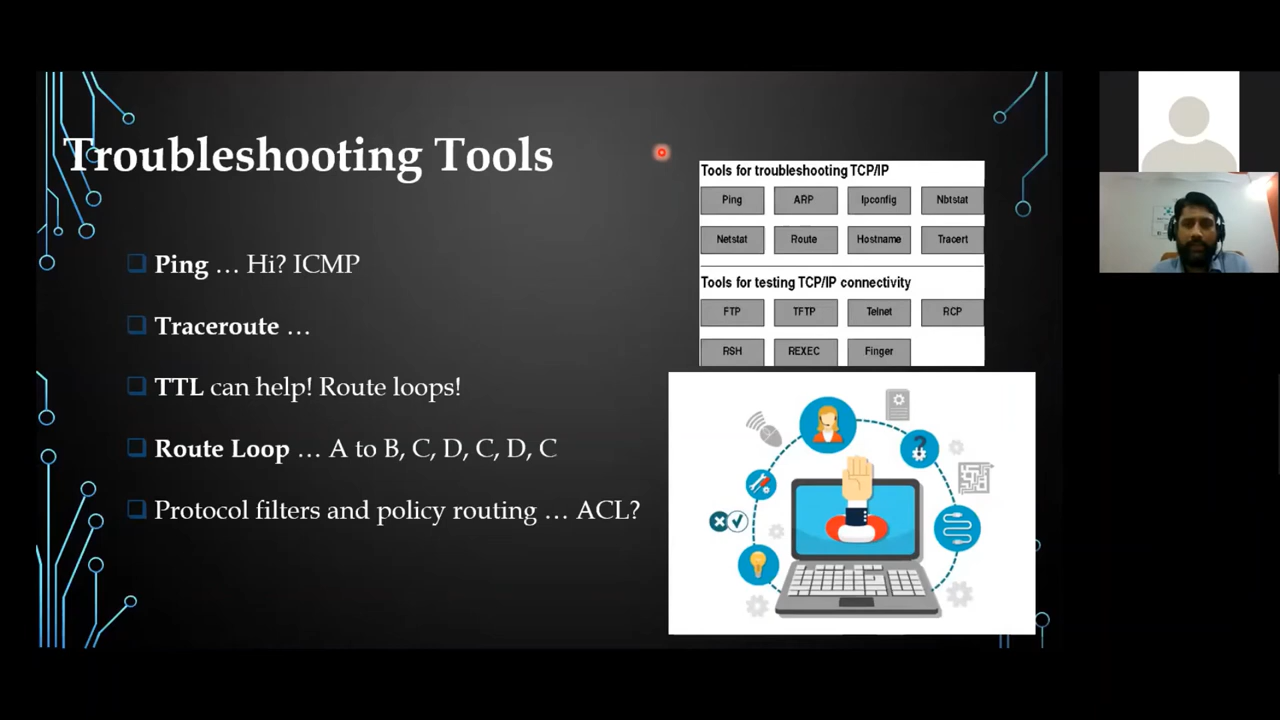 Troubleshooting Tools
Ping … Hi? ICMP
Traceroute …
TTL can help! Route loops!
Route Loop … A to B, C, D, C, D, C
Protocol filters and policy routing … ACL?
Tools for troubleshooting TCP/IP
Ping ARP Ipconfig Nbtstat
Netstat Route Hostname Tracert
Tools for testing TCP/IP connectivity
FTP TFTP Telnet RCP
RSH REXEC Finger
?